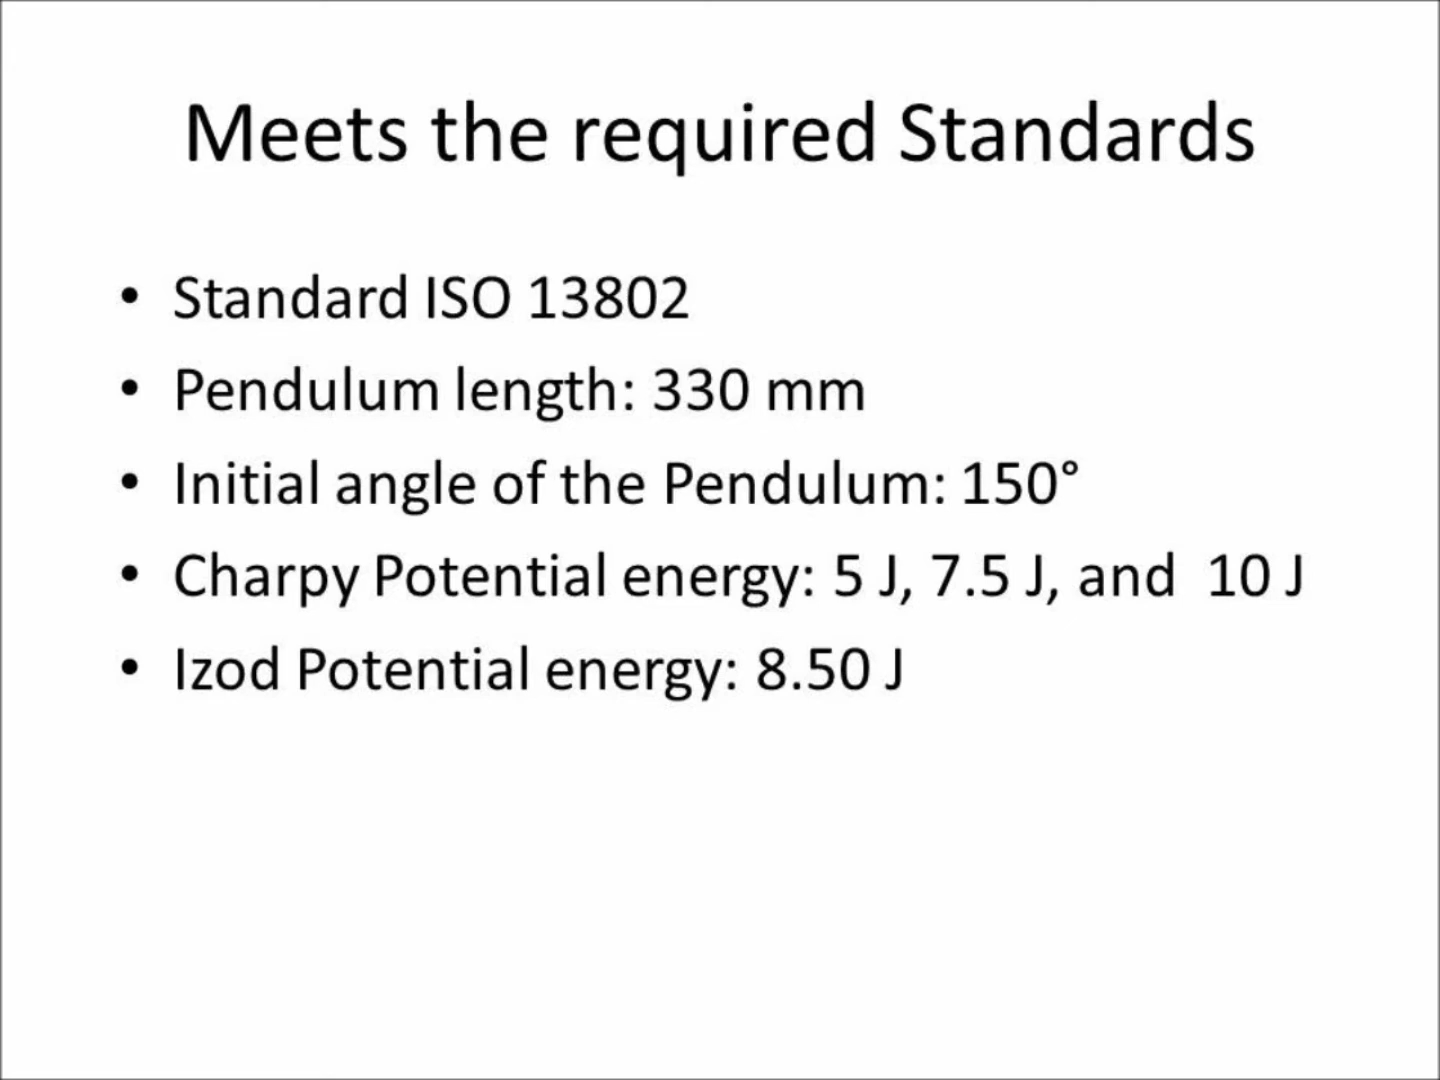 Meets the required Standards
• Standard ISO 13802
• Pendulum length: 330 mm
• Initial angle of the Pendulum: 150°
• Charpy Potential energy: 5 J, 7.5 J, and  10 J
• Izod Potential energy: 8.50 J